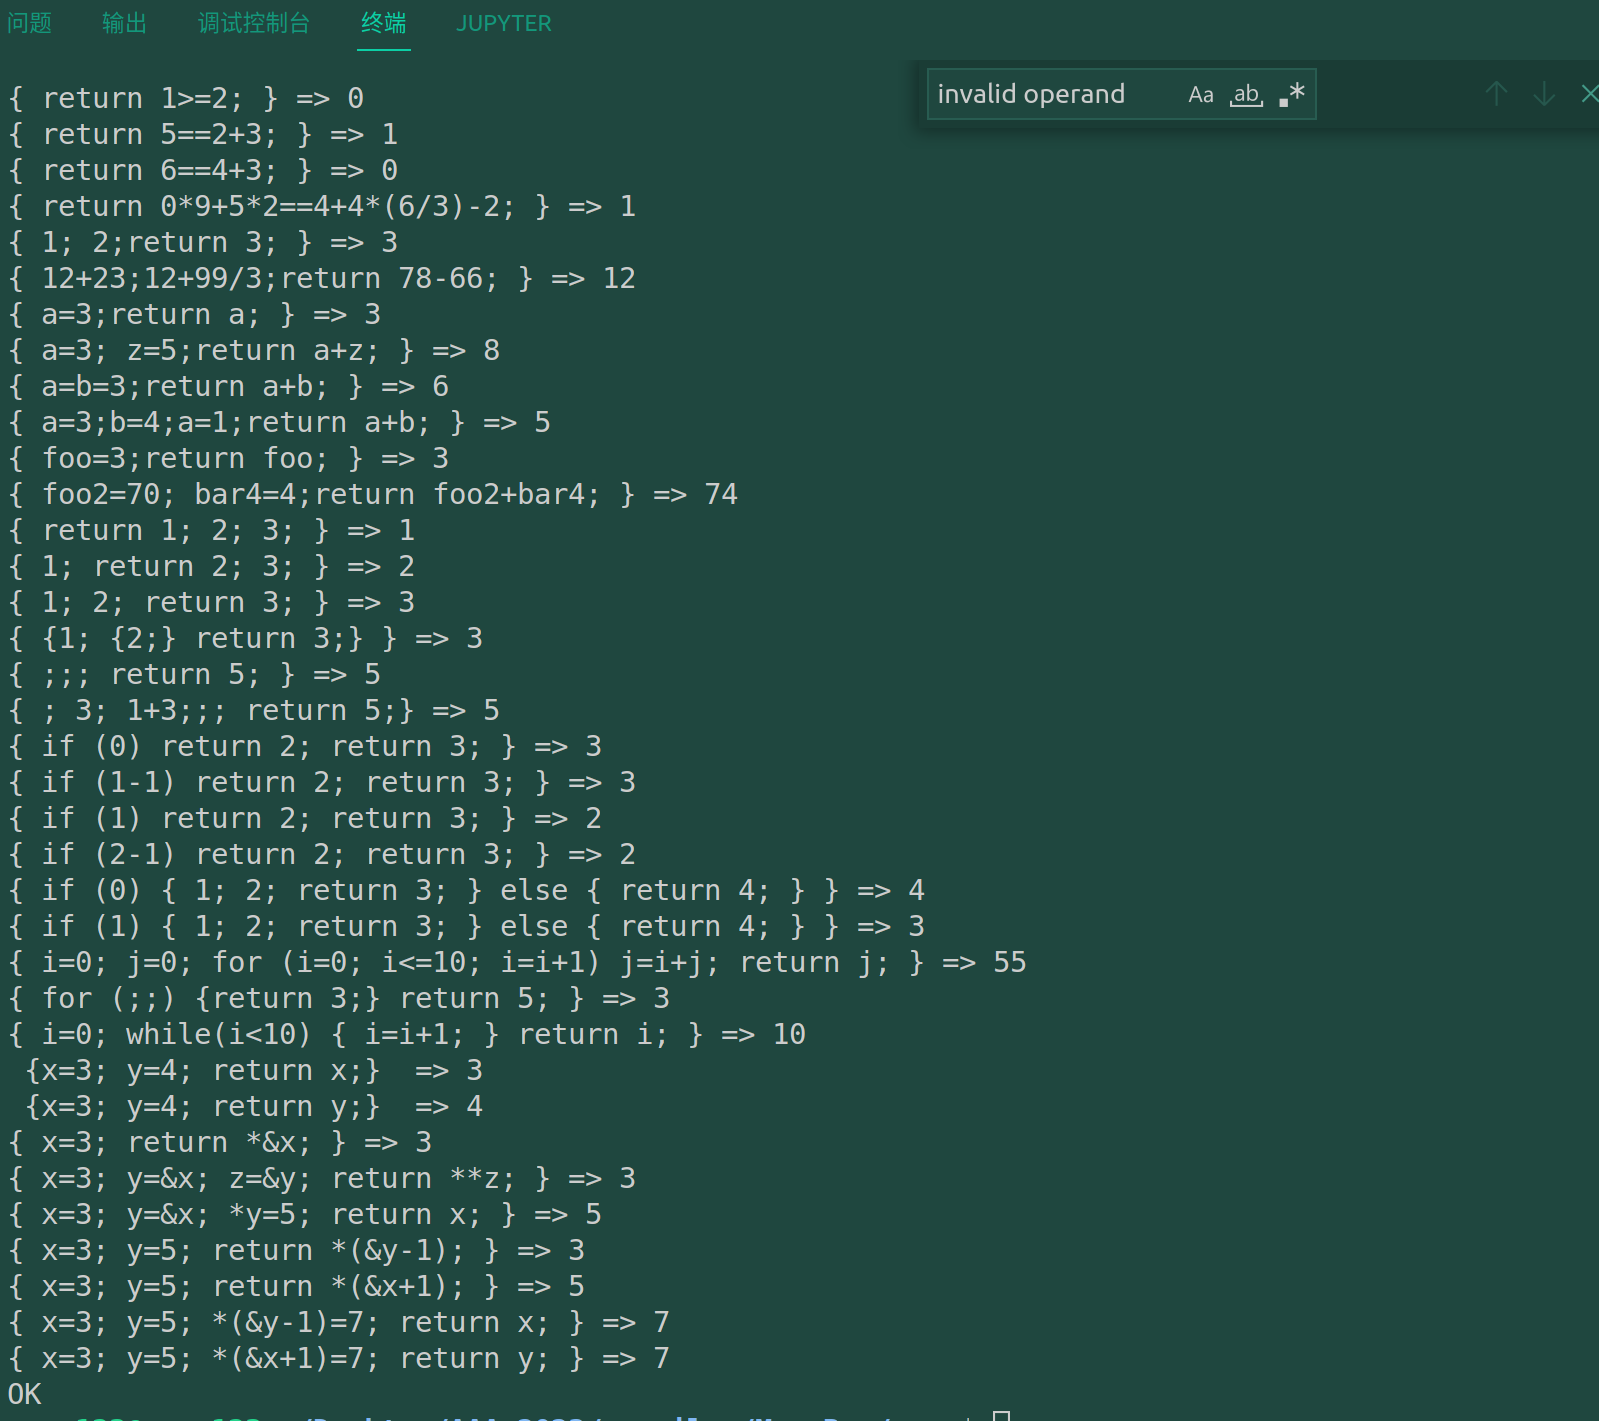 问题 输出 调试控制台 终端 JUPYTER
invalid operand Aa ab .*
{ return 1>=2; } => 0
{ return 5==2+3; } => 1
{ return 6==4+3; } => 0
{ return 0*9+5*2==4+4*(6/3)-2; } => 1
{ 1; 2;return 3; } => 3
{ 12+23;12+99/3;return 78-66; } => 12
{ a=3;return a; } => 3
{ a=3; z=5;return a+z; } => 8
{ a=b=3;return a+b; } => 6
{ a=3;b=4;a=1;return a+b; } => 5
{ foo=3;return foo; } => 3
{ foo2=70; bar4=4;return foo2+bar4; } => 74
{ return 1; 2; 3; } => 1
{ 1; return 2; 3; } => 2
{ 1; 2; return 3; } => 3
{ {1; {2;} return 3;} } => 3
{ ;;; return 5; } => 5
{ ; 3; 1+3;;; return 5;} => 5
{ if (0) return 2; return 3; } => 3
{ if (1-1) return 2; return 3; } => 3
{ if (1) return 2; return 3; } => 2
{ if (2-1) return 2; return 3; } => 2
{ if (0) { 1; 2; return 3; } else { return 4; } } => 4
{ if (1) { 1; 2; return 3; } else { return 4; } } => 3
{ i=0; j=0; for (i=0; i<=10; i=i+1) j=i+j; return j; } => 55
{ for (;;) {return 3;} return 5; } => 3
{ i=0; while(i<10) { i=i+1; } return i; } => 10
 {x=3; y=4; return x;}  => 3
 {x=3; y=4; return y;}  => 4
{ x=3; return *&x; } => 3
{ x=3; y=&x; z=&y; return **z; } => 3
{ x=3; y=&x; *y=5; return x; } => 5
{ x=3; y=5; return *(&y-1); } => 3
{ x=3; y=5; return *(&x+1); } => 5
{ x=3; y=5; *(&y-1)=7; return x; } => 7
{ x=3; y=5; *(&x+1)=7; return y; } => 7
OK